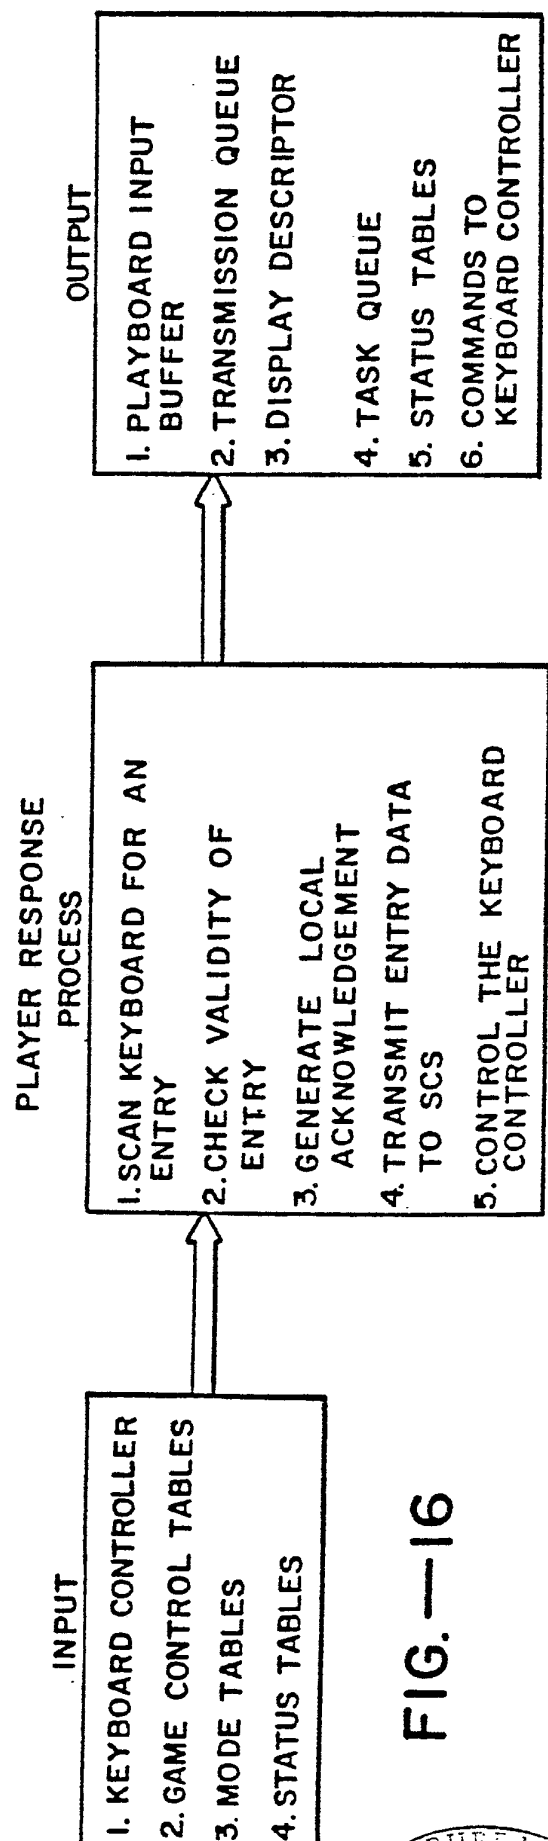 INPUT
1. KEYBOARD CONTROLLER
2. GAME CONTROL TABLES
3. MODE TABLES
4. STATUS TABLES
PLAYER RESPONSE
PROCESS
1. SCAN KEYBOARD FOR AN
ENTRY
2. CHECK VALIDITY OF
ENTRY
3. GENERATE LOCAL
ACKNOWLEDGEMENT
4. TRANSMIT ENTRY DATA
TO SCS
5. CONTROL THE KEYBOARD
CONTROLLER
OUTPUT
1. PLAYBOARD INPUT
BUFFER
2. TRANSMISSION QUEUE
3. DISPLAY DESCRIPTOR
4. TASK QUEUE
5. STATUS TABLES
6. COMMANDS TO
KEYBOARD CONTROLLER
FIG.—16